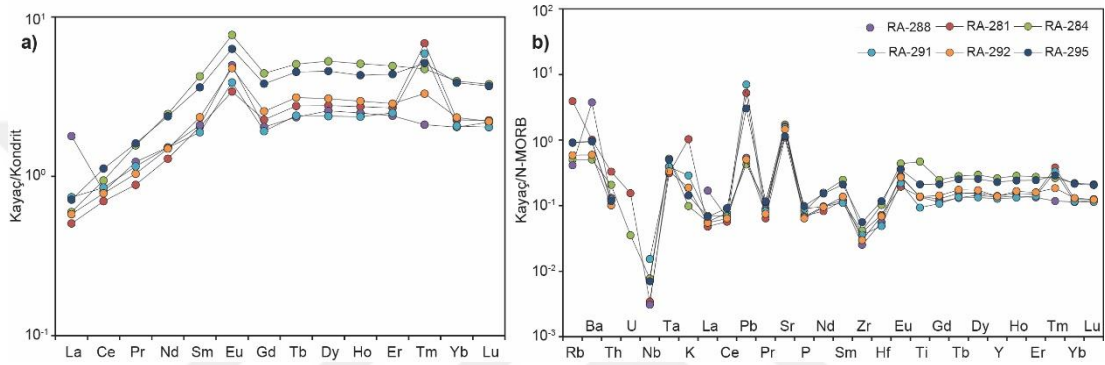 a)
Kayaç/Kondrit
10¹
10⁰
10⁻¹
La Ce Pr Nd Sm Eu Gd Tb Dy Ho Er Tm Yb Lu
b)
Kayaç/N-MORB
10²
10¹
10⁰
10⁻¹
10⁻²
10⁻³
RA-288 RA-281 RA-284
RA-291 RA-292 RA-295
Ba U Ta La Pb Sr Nd Zr Eu Gd Dy Ho Tm Lu
Rb Th Nb K Ce Pr P Sm Hf Ti Tb Y Er Yb